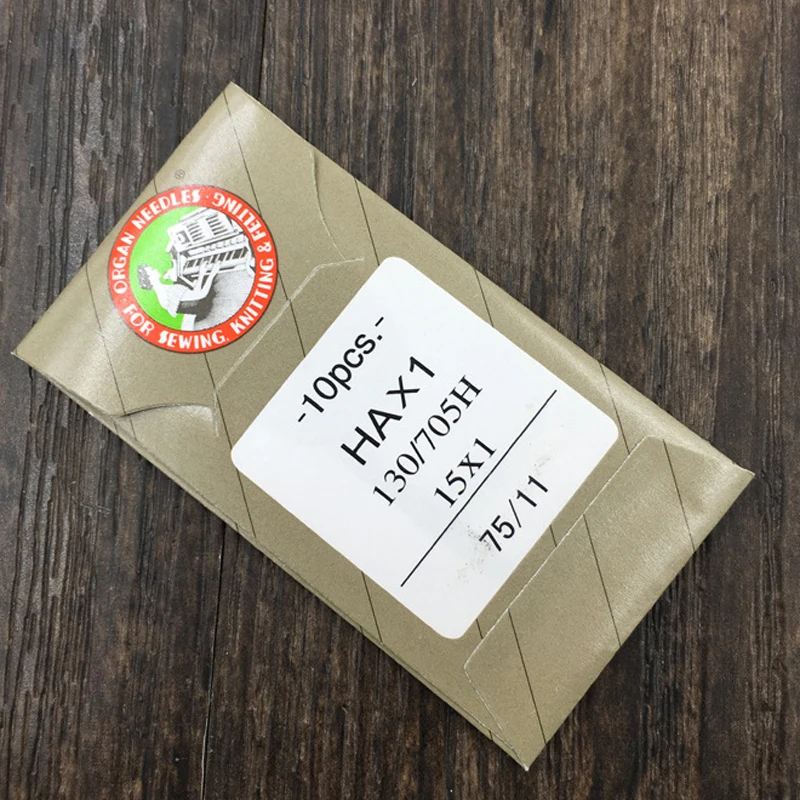 ®
ORGAN NEEDLES · FOR SEWING, KNITTING & FELTING ·
-10pcs.-
HA X 1
130/705H
15X1
75/11